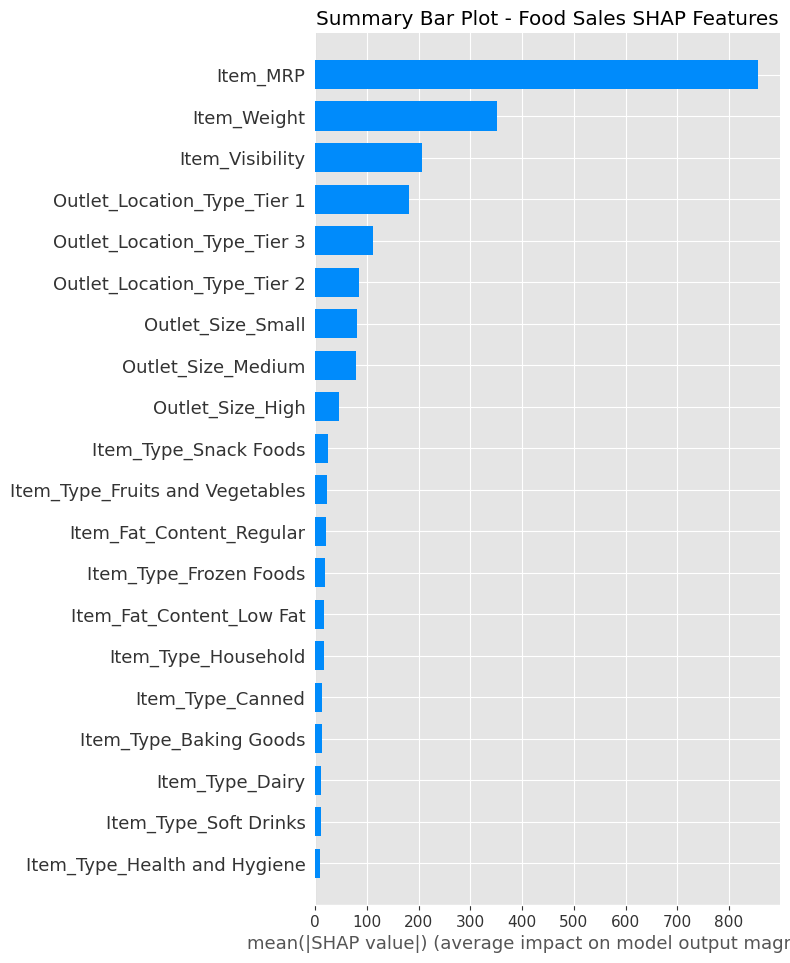 Summary Bar Plot - Food Sales SHAP Features
Item_MRP
Item_Weight
Item_Visibility
Outlet_Location_Type_Tier 1
Outlet_Location_Type_Tier 3
Outlet_Location_Type_Tier 2
Outlet_Size_Small
Outlet_Size_Medium
Outlet_Size_High
Item_Type_Snack Foods
Item_Type_Fruits and Vegetables
Item_Fat_Content_Regular
Item_Type_Frozen Foods
Item_Fat_Content_Low Fat
Item_Type_Household
Item_Type_Canned
Item_Type_Baking Goods
Item_Type_Dairy
Item_Type_Soft Drinks
Item_Type_Health and Hygiene
0 100 200 300 400 500 600 700 800
mean(|SHAP value|) (average impact on model output magr